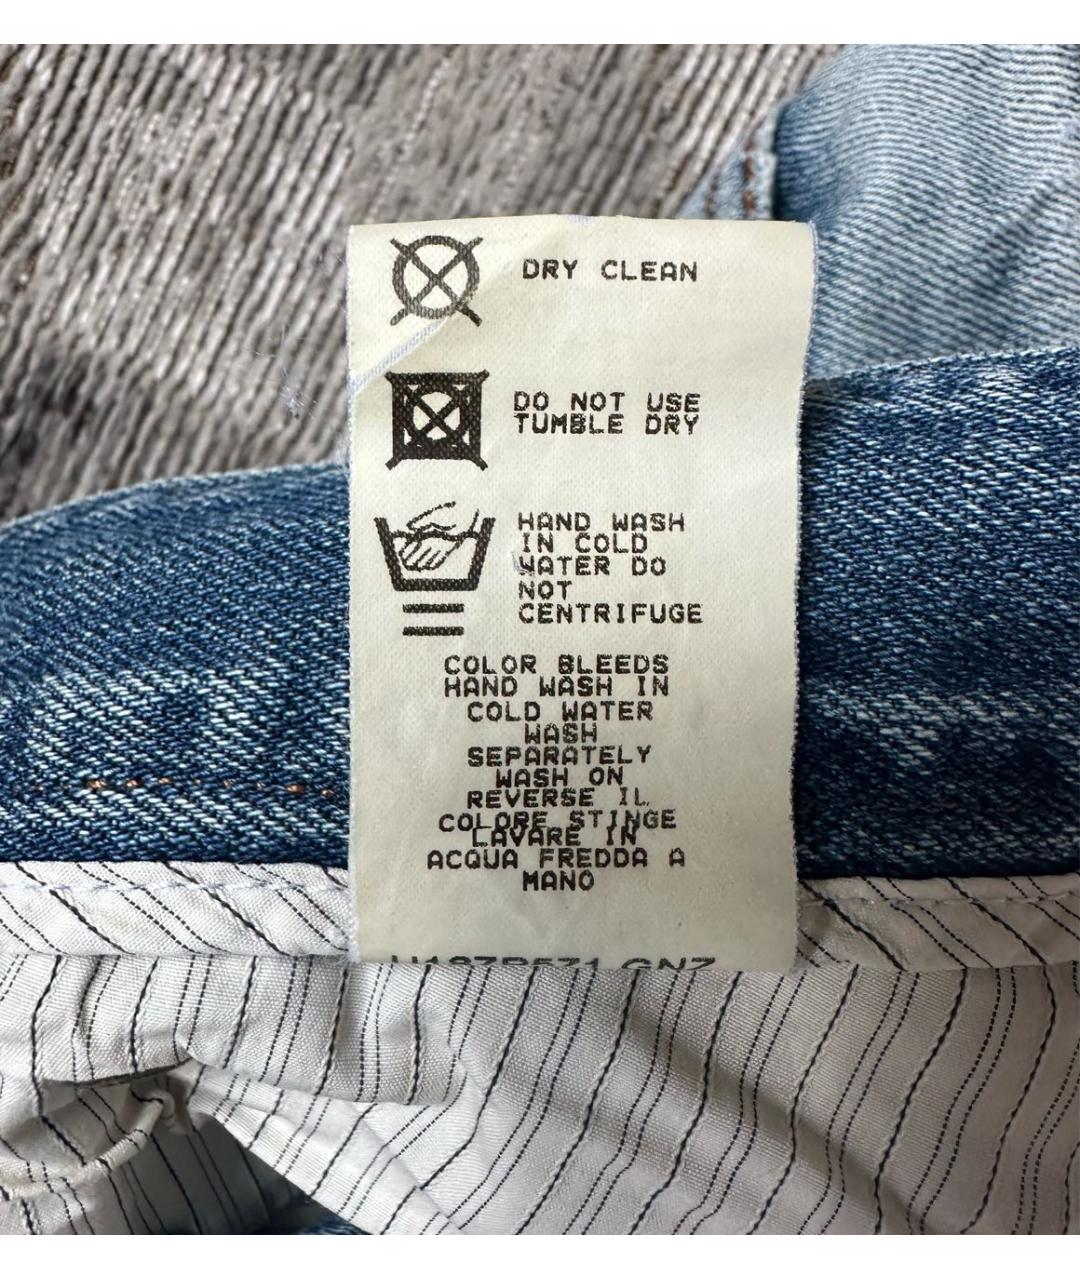 DRY CLEAN
DO NOT USE
TUMBLE DRY
HAND WASH
IN COLD
WATER DO
NOT
CENTRIFUGE
COLOR BLEEDS
HAND WASH IN
COLD WATER
WASH
SEPARATELY
WASH ON
REVERSE IL
COLORE STINGE
LAVARE IN
ACQUA FREDDA A
MANO